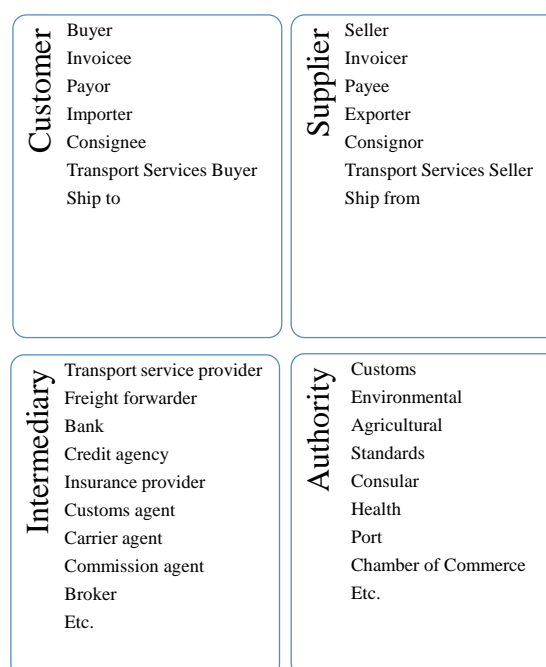 Customer
Buyer
Invoicee
Payor
Importer
Consignee
Transport Services Buyer
Ship to
Supplier
Seller
Invoicer
Payee
Exporter
Consignor
Transport Services Seller
Ship from
Intermediary
Transport service provider
Freight forwarder
Bank
Credit agency
Insurance provider
Customs agent
Carrier agent
Commission agent
Broker
Etc.
Authority
Customs
Environmental
Agricultural
Standards
Consular
Health
Port
Chamber of Commerce
Etc.